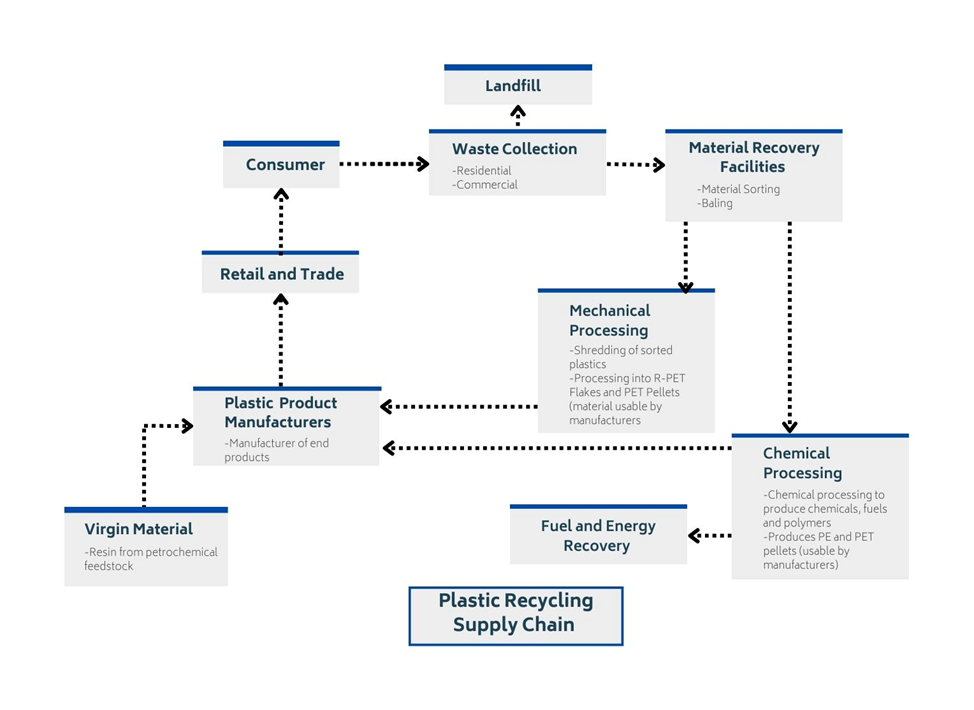 Landfill
Waste Collection
-Residential
-Commercial
Material Recovery
Facilities
-Material Sorting
-Baling
Consumer
Retail and Trade
Mechanical
Processing
-Shredding of sorted
plastics
-Processing into R-PET
Flakes and PET Pellets
(material usable by
manufacturers
Plastic Product
Manufacturers
-Manufacturer of end
products
Chemical
Processing
-Chemical processing to
produce chemicals, fuels
and polymers
-Produces PE and PET
pellets (usable by
manufacturers)
Virgin Material
-Resin from petrochemical
feedstock
Fuel and Energy
Recovery
Plastic Recycling
Supply Chain